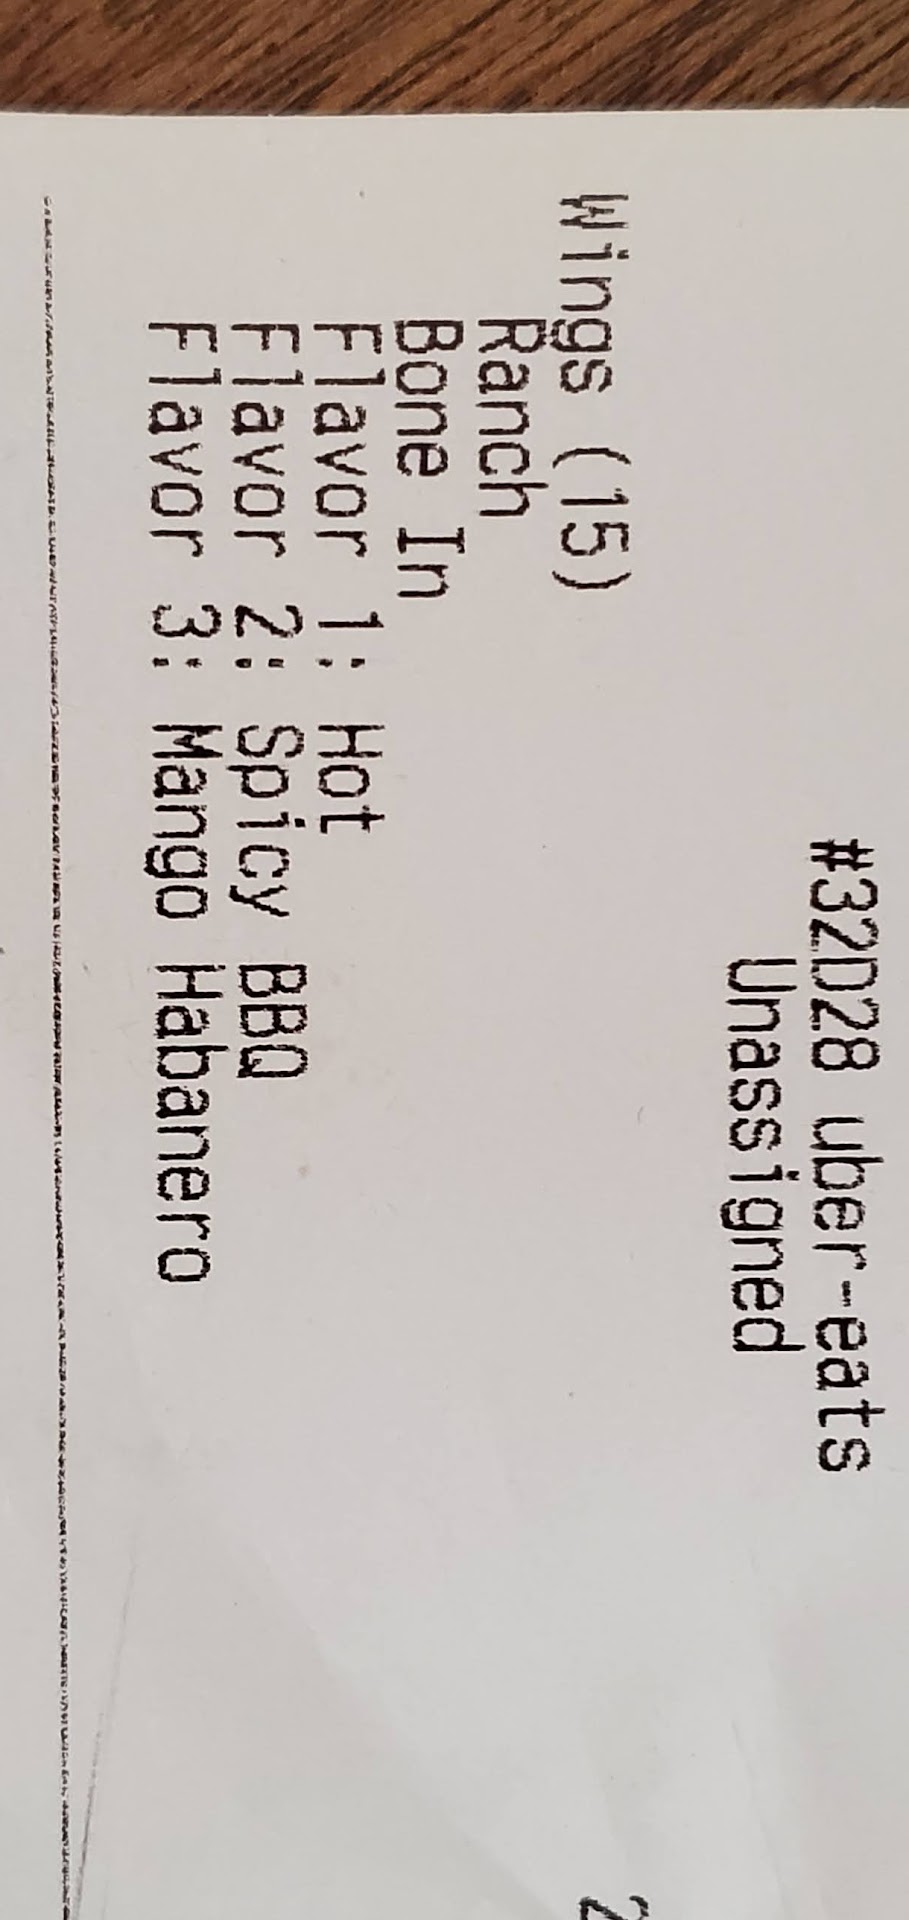 #32D28 uber-eats
Unassigned
Wings (15)
Ranch
Bone In
Flavor 1: Hot
Flavor 2: Spicy BBQ
Flavor 3: Mango Habanero